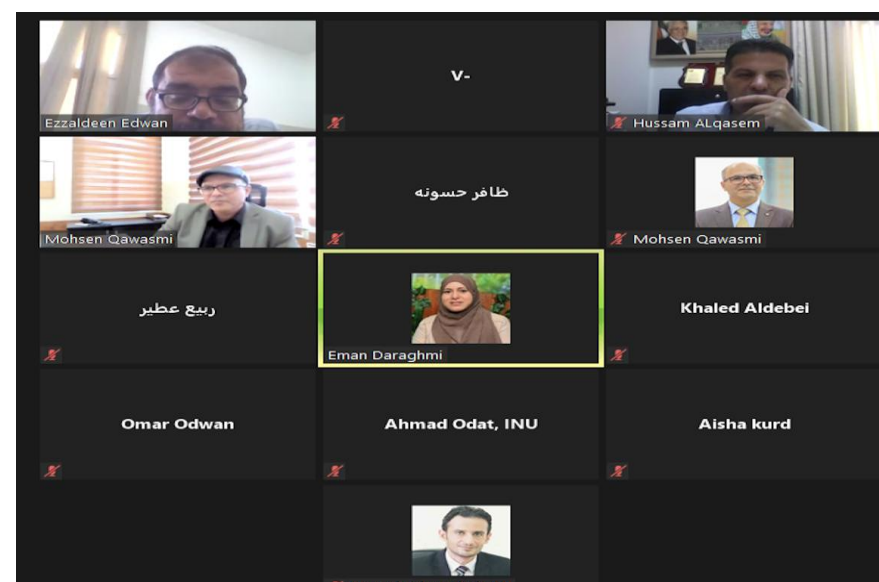 Ezzaldeen Edwan
V-
Hussam ALqasem
Mohsen Qawasmi
ظافر حسونه
Mohsen Qawasmi
ربيع عطير
Eman Daraghmi
Khaled Aldebei
Omar Odwan
Ahmad Odat, INU
Aisha kurd